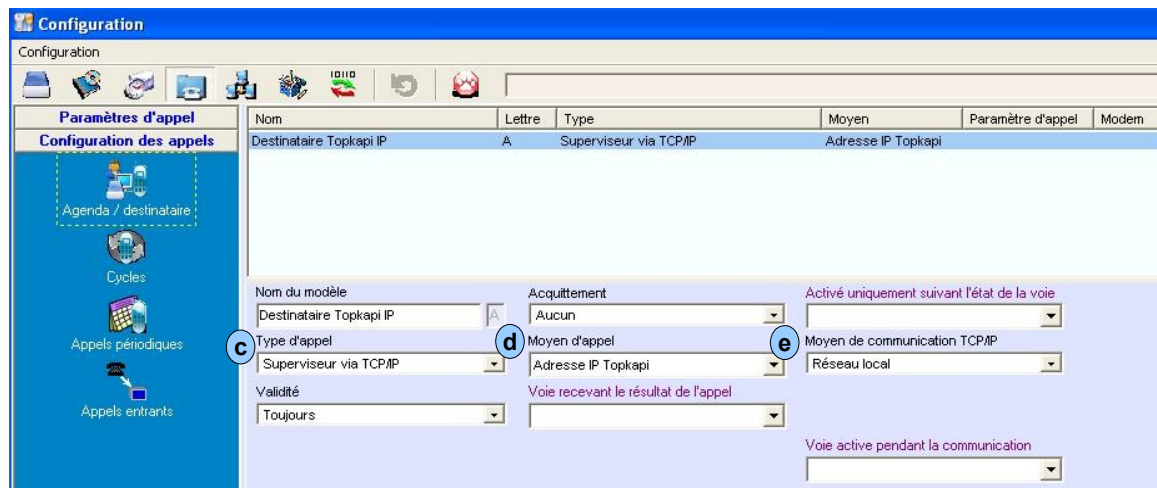 Configuration
Configuration
Paramètres d'appel
Configuration des appels
Agenda / destinataire
Cycles
Appels périodiques
Appels entrants
Nom Lettre Type Moyen Paramètre d'appel Modem
Destinataire Topkapi IP A Superviseur via TCP/IP Adresse IP Topkapi
Nom du modèle Acquittement Activé uniquement suivant l'état de la voie
Destinataire Topkapi IP A Aucun
c Type d'appel d Moyen d'appel e Moyen de communication TCP/IP
Superviseur via TCP/IP Adresse IP Topkapi Réseau local
Validité Voie recevant le résultat de l'appel
Toujours
Voie active pendant la communication